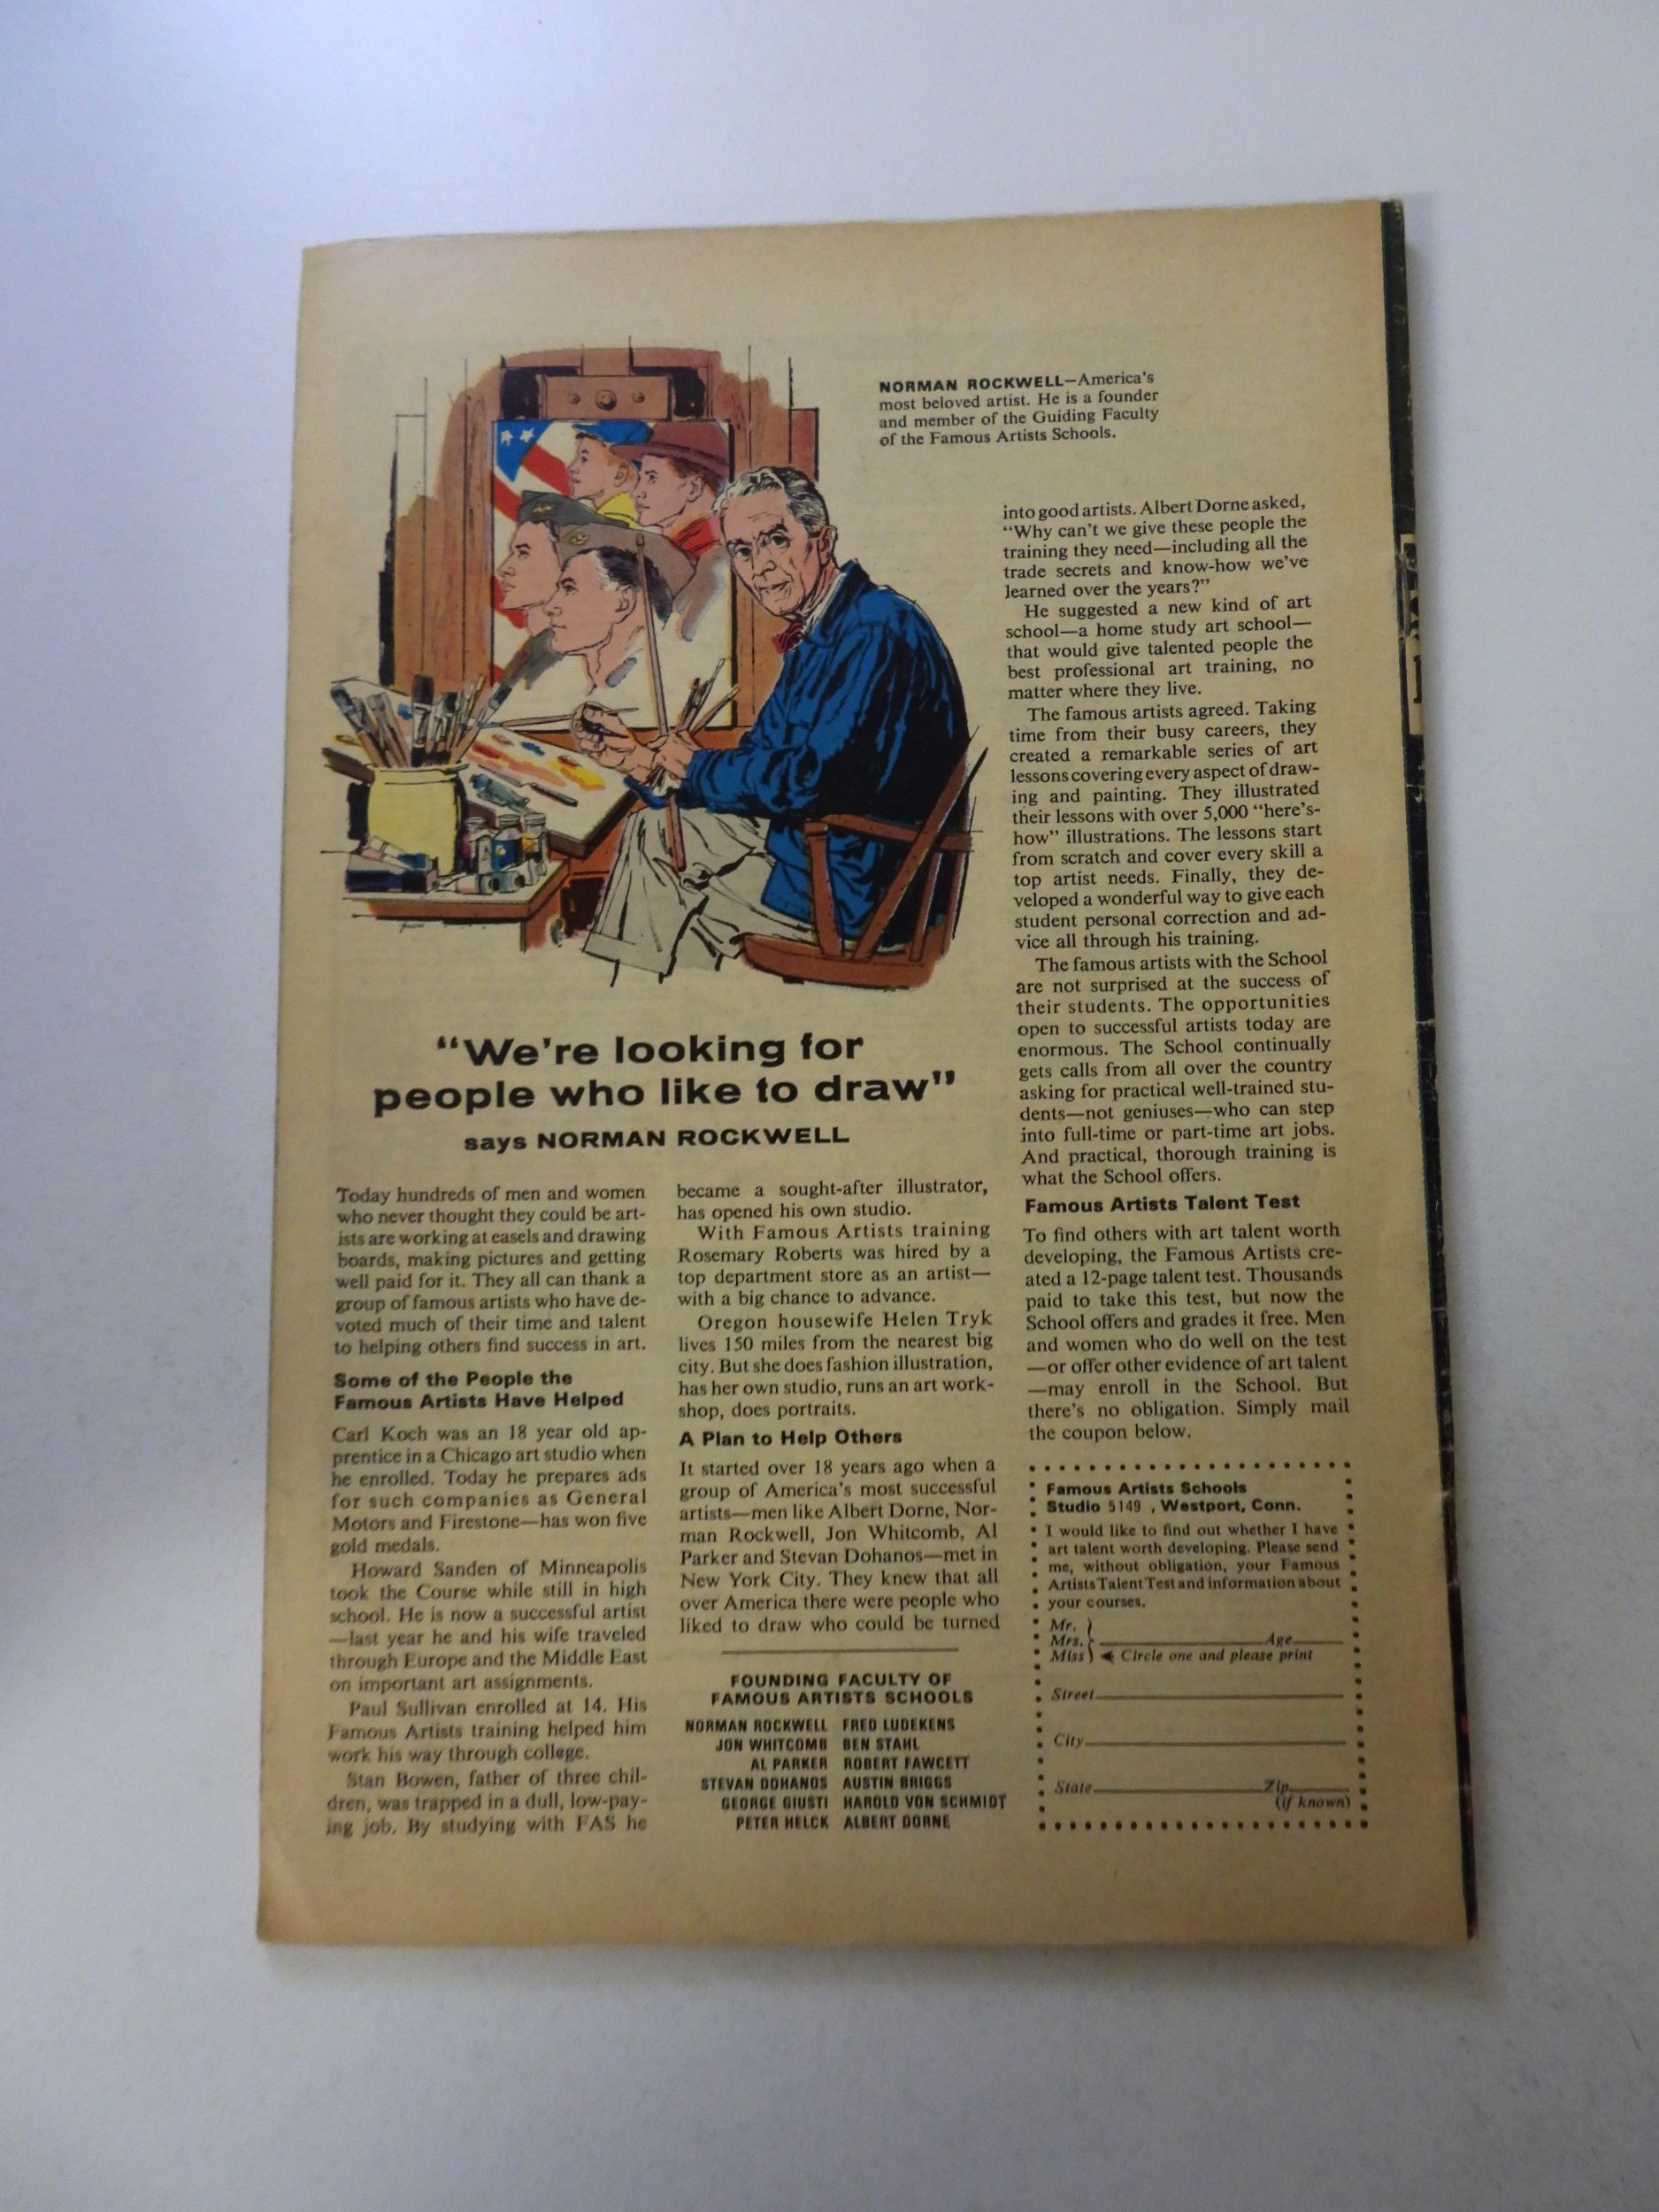 NORMAN ROCKWELL—America's
most beloved artist. He is a founder
and member of the Guiding Faculty
of the Famous Artists Schools.
"We're looking for
people who like to draw"
says NORMAN ROCKWELL
Today hundreds of men and women
who never thought they could be art-
ists are working at easels and drawing
boards, making pictures and getting
well paid for it. They all can thank a
group of famous artists who have de-
voted much of their time and talent
to helping others find success in art.
Some of the People the
Famous Artists Have Helped
Carl Koch was an 18 year old ap-
prentice in a Chicago art studio when
he enrolled. Today he prepares ads
for such companies as General
Motors and Firestone—has won five
gold medals.
Howard Sanden of Minneapolis
took the Course while still in high
school. He is now a successful artist
—last year he and his wife traveled
through Europe and the Middle East
on important art assignments.
Paul Sullivan enrolled at 14. His
Famous Artists training helped him
work his way through college.
Stan Bowen, father of three chil-
dren, was trapped in a dull, low-pay-
ing job. By studying with FAS he
became a sought-after illustrator,
has opened his own studio.
With Famous Artists training
Rosemary Roberts was hired by a
top department store as an artist—
with a big chance to advance.
Oregon housewife Helen Tryk
lives 150 miles from the nearest big
city. But she does fashion illustration,
has her own studio, runs an art work-
shop, does portraits.
A Plan to Help Others
It started over 18 years ago when a
group of America's most successful
artists—men like Albert Dorne, Nor-
man Rockwell, Jon Whitcomb, Al
Parker and Stevan Dohanos—met in
New York City. They knew that all
over America there were people who
liked to draw who could be turned
FOUNDING FACULTY OF
FAMOUS ARTISTS SCHOOLS
NORMAN ROCKWELL FRED LUDEKENS
JON WHITCOMB BEN STAHL
AL PARKER ROBERT FAWCETT
STEVAN DOHANOS AUSTIN BRIGGS
GEORGE GIUSTI HAROLD VON SCHMIDT
PETER HELCK ALBERT DORNE
into good artists. Albert Dorne asked,
"Why can't we give these people the
training they need—including all the
trade secrets and know-how we've
learned over the years?"
He suggested a new kind of art
school—a home study art school—
that would give talented people the
best professional art training, no
matter where they live.
The famous artists agreed. Taking
time from their busy careers, they
created a remarkable series of art
lessons covering every aspect of draw-
ing and painting. They illustrated
their lessons with over 5,000 "here's-
how" illustrations. The lessons start
from scratch and cover every skill a
top artist needs. Finally, they de-
veloped a wonderful way to give each
student personal correction and ad-
vice all through his training.
The famous artists with the School
are not surprised at the success of
their students. The opportunities
open to successful artists today are
enormous. The School continually
gets calls from all over the country
asking for practical well-trained stu-
dents—not geniuses—who can step
into full-time or part-time art jobs.
And practical, thorough training is
what the School offers.
Famous Artists Talent Test
To find others with art talent worth
developing, the Famous Artists cre-
ated a 12-page talent test. Thousands
paid to take this test, but now the
School offers and grades it free. Men
and women who do well on the test
—or offer other evidence of art talent
—may enroll in the School. But
there's no obligation. Simply mail
the coupon below.
Famous Artists Schools
Studio 5149 , Westport, Conn.
I would like to find out whether I have
art talent worth developing. Please send
me, without obligation, your Famous
Artists Talent Test and information about
your courses.
Mr.
Mrs. Age
Miss Circle one and please print
Street
City
State Zip
(if known)